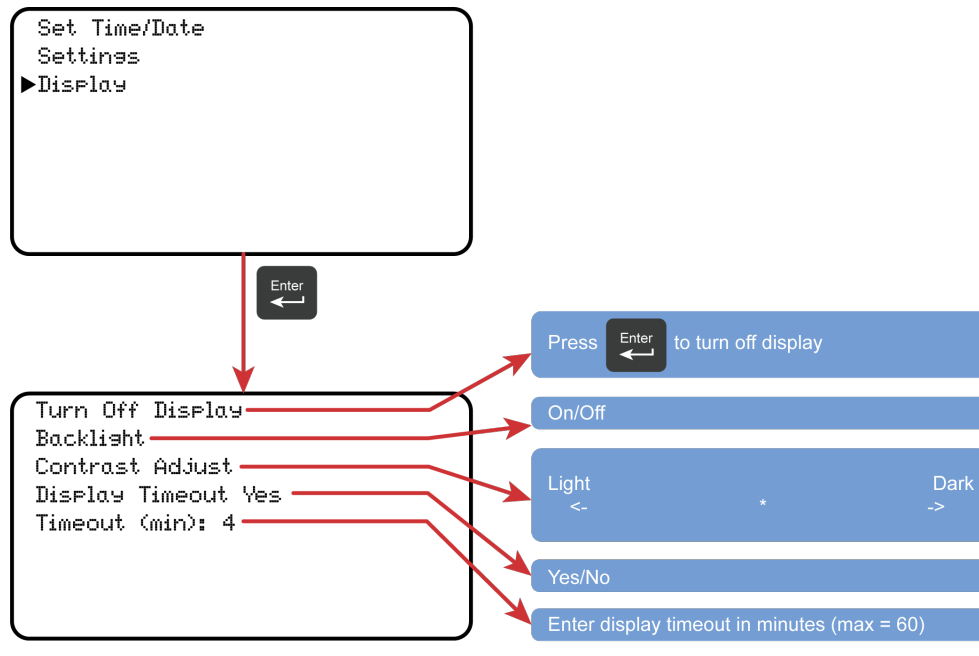 Set Time/Date
Settings
▶Display
Enter
Press Enter to turn off display
Turn Off Display
On/Off
Backlight
Contrast Adjust
Light Dark
Display Timeout Yes
<- * ->
Timeout (min): 4
Yes/No
Enter display timeout in minutes (max = 60)